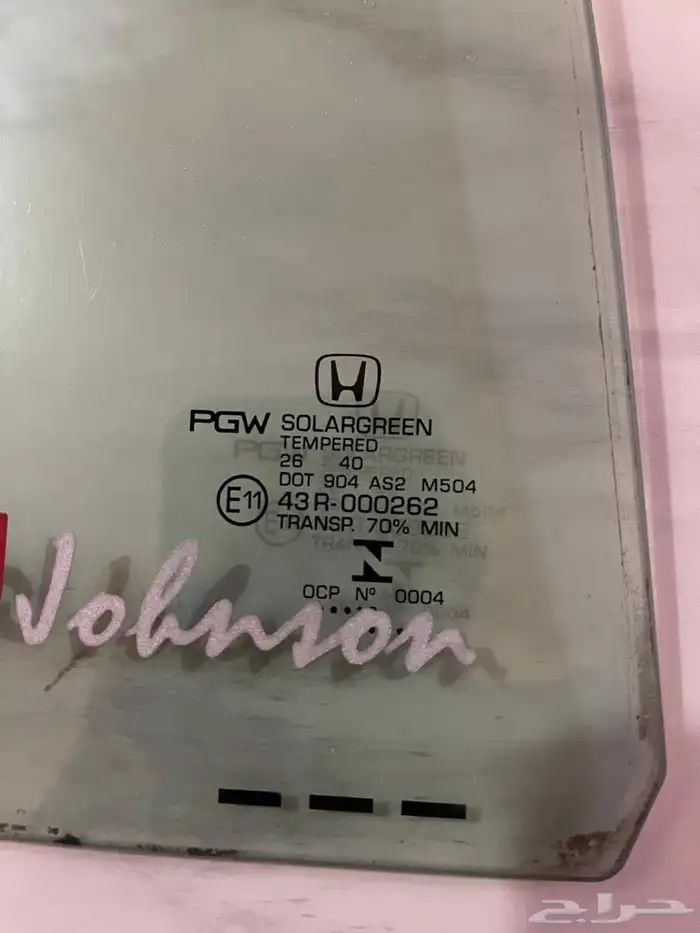 PGW SOLARGREEN
TEMPERED
26 40
DOT 904 AS2 M504
E11 43R-000262
TRANSP. 70% MIN
OCP Nº 0004
Johnson
حراج